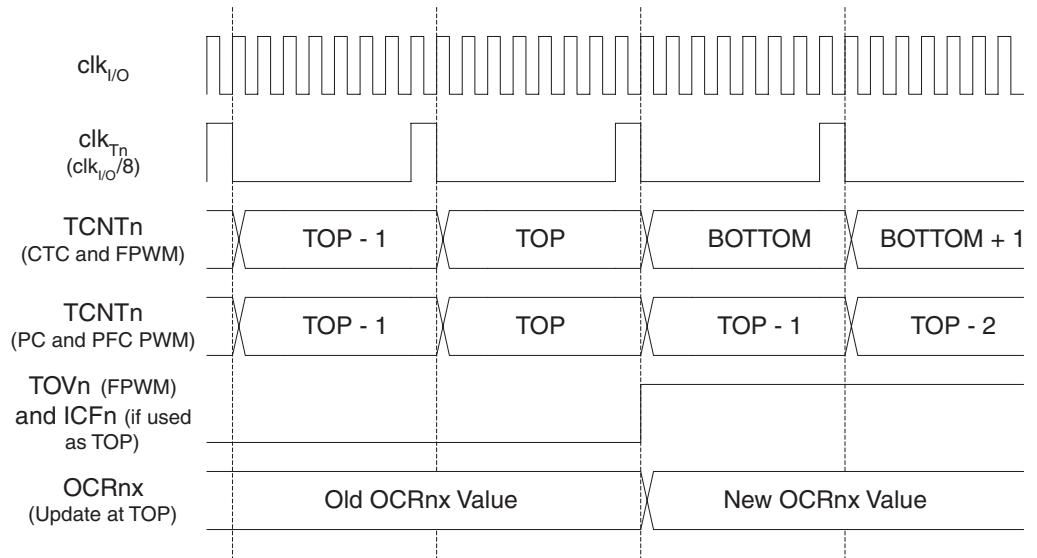 clkI/O
clkTn
(clkI/O/8)
TCNTn
(CTC and FPWM)
TOP - 1
TOP
BOTTOM
BOTTOM + 1
TCNTn
(PC and PFC PWM)
TOP - 1
TOP
TOP - 1
TOP - 2
TOVn (FPWM)
and ICFn (if used
as TOP)
OCRnx
(Update at TOP)
Old OCRnx Value
New OCRnx Value